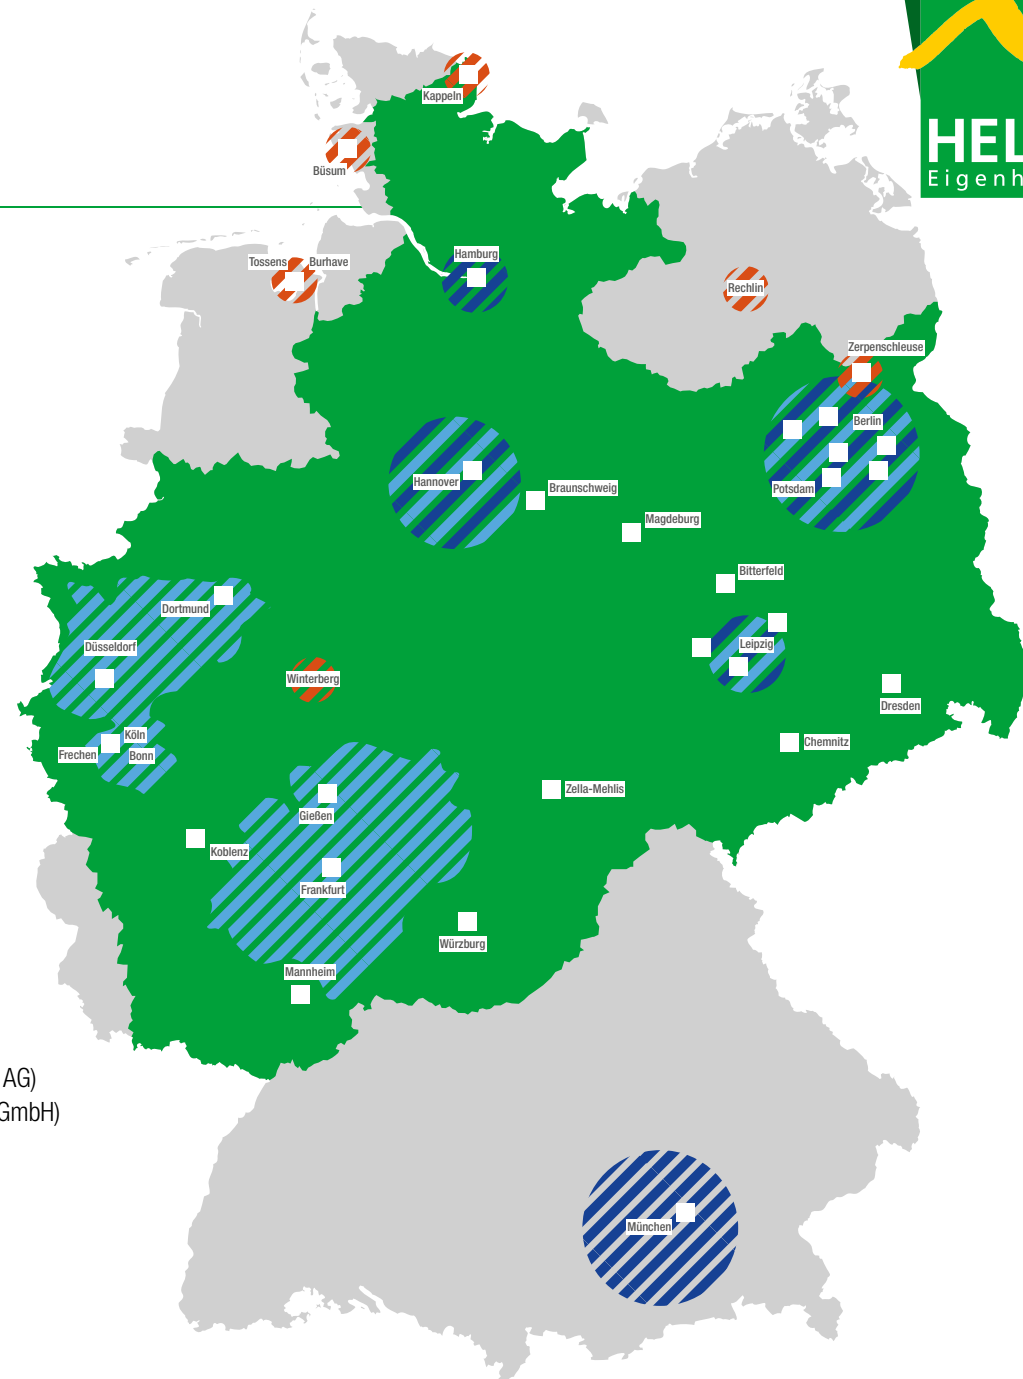 HEL
Eigenh
Kappeln
Büsum
Tossens
Burhave
Hamburg
Rechlin
Zerpenschleuse
Berlin
Hannover
Potsdam
Braunschweig
Magdeburg
Bitterfeld
Dortmund
Düsseldorf
Leipzig
Winterberg
Dresden
Köln
Chemnitz
Frechen
Bonn
Zella-Mehlis
Gießen
Koblenz
Frankfurt
Würzburg
Mannheim
AG)
GmbH)
München